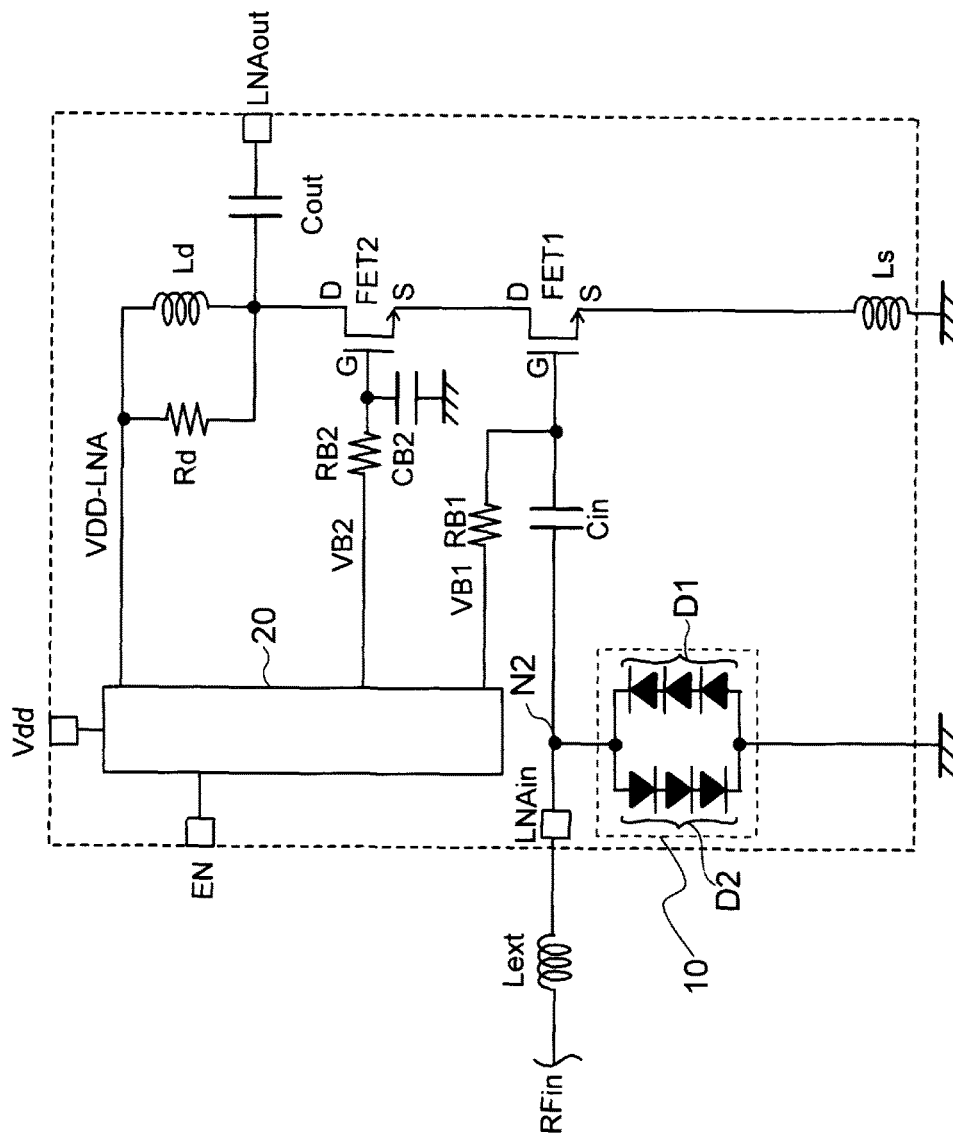 Vdd
EN
20
VDD-LNA
Rd
Ld
Cout
LNAout
VB2
RB2
CB2
G
D
FET2
S
VB1
RB1
Cin
G
D
FET1
S
Ls
RFin
Lext
LNAin
N2
10
D2
D1